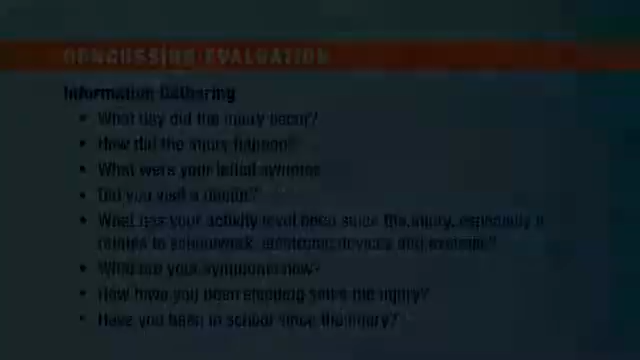 CONCUSSION EVALUATION
Information Gathering
• What day did the injury occur?
• How did the injury happen?
• What were your initial symptoms
• Did you visit a doctor?
• What has your activity level been since the injury, especially
relates to schoolwork, electronic devices and exercise?
• What are your symptoms now?
• How have you been sleeping since the injury?
• Have you been in school since the injury?